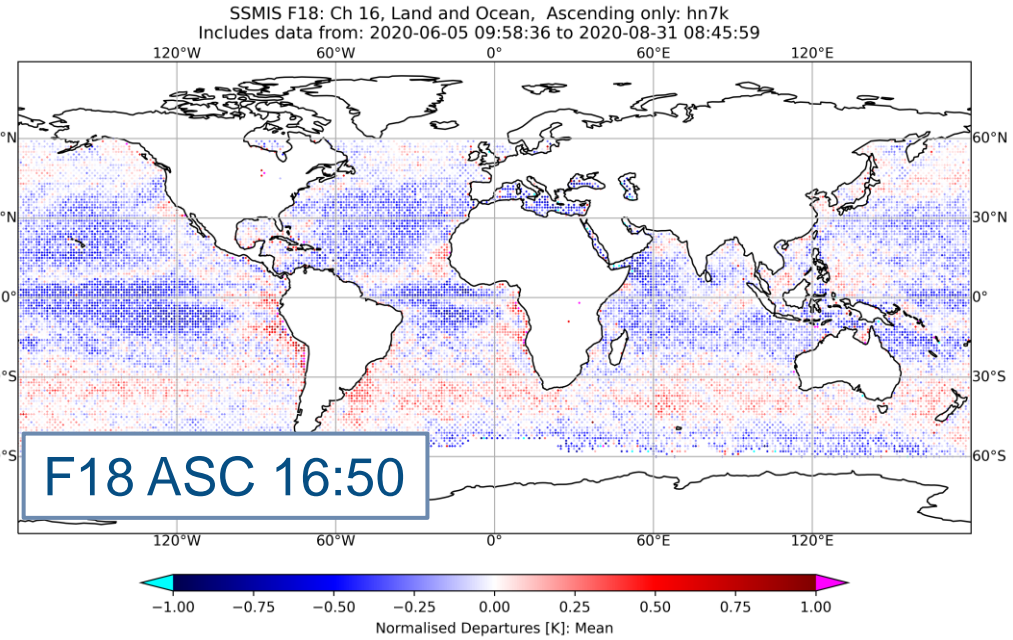 SSMIS F18: Ch 16, Land and Ocean,  Ascending only: hn7k
Includes data from: 2020-06-05 09:58:36 to 2020-08-31 08:45:59
120°W 60°W 0° 60°E 120°E
°N 60°N
°N 30°N
0° 0°
°S 30°S
°S 60°S
F18 ASC 16:50
120°W 60°W 0° 60°E 120°E
−1.00 −0.75 −0.50 −0.25 0.00 0.25 0.50 0.75 1.00
Normalised Departures [K]: Mean